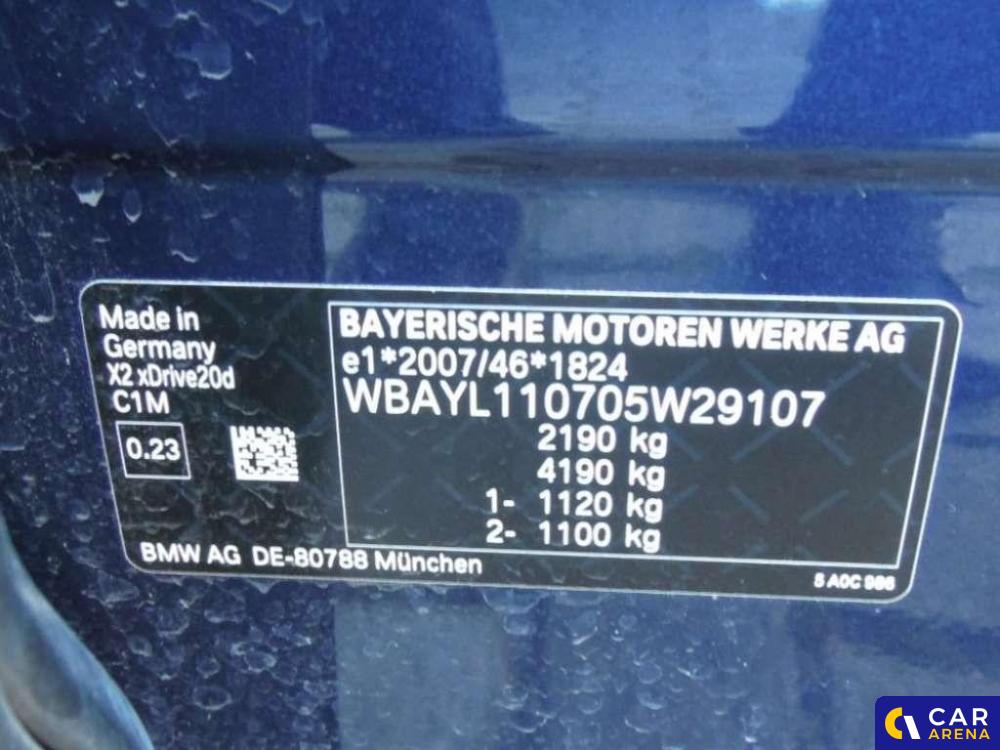 Made in
Germany
X2 xDrive20d
C1M
0.23
BAYERISCHE MOTOREN WERKE AG
e1*2007/46*1824
WBAYL110705W29107
2190 kg
4190 kg
1- 1120 kg
2- 1100 kg
BMW AG DE-80788 München
5 A0C 986
CAR
ARENA